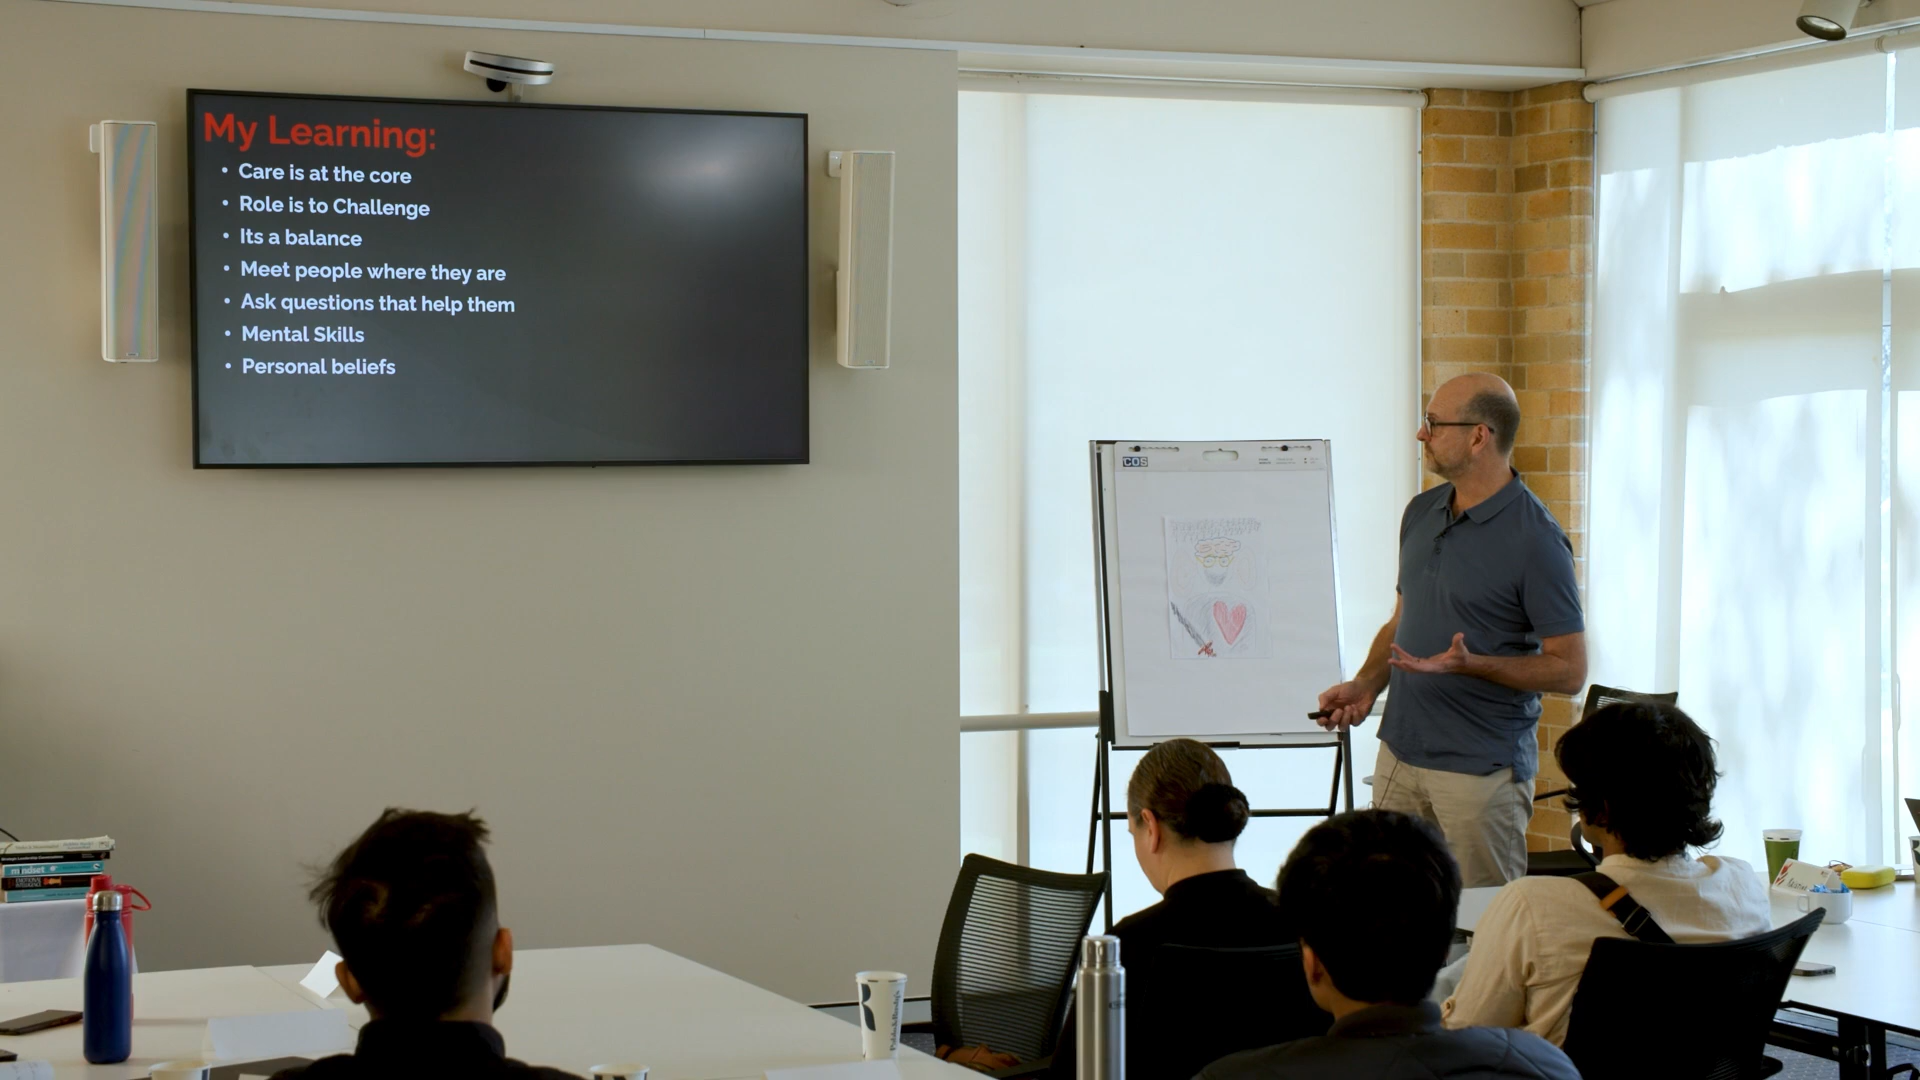 My Learning:
• Care is at the core
• Role is to Challenge
• Its a balance
• Meet people where they are
• Ask questions that help them
• Mental Skills
• Personal beliefs
COS
mindset